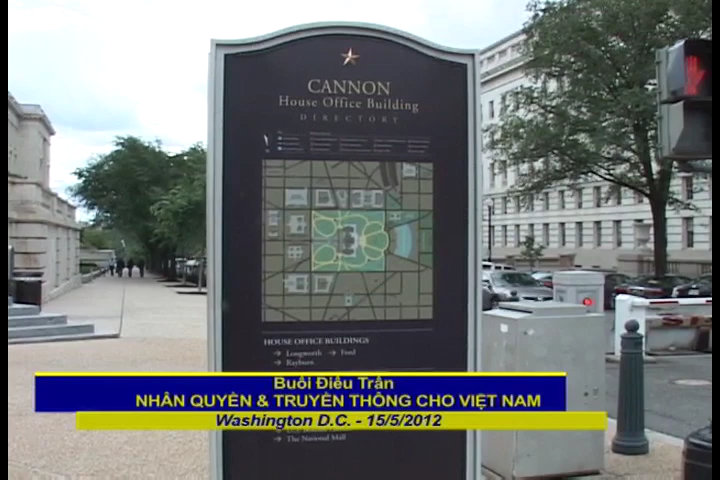 CANNON
House Office Building
DIRECTORY
HOUSE OFFICE BUILDINGS
→ Longworth → Ford
→ Rayburn
Buổi Điều Trần
NHÂN QUYỀN & TRUYỀN THÔNG CHO VIỆT NAM
Washington D.C. - 15/5/2012
→ The National Mall